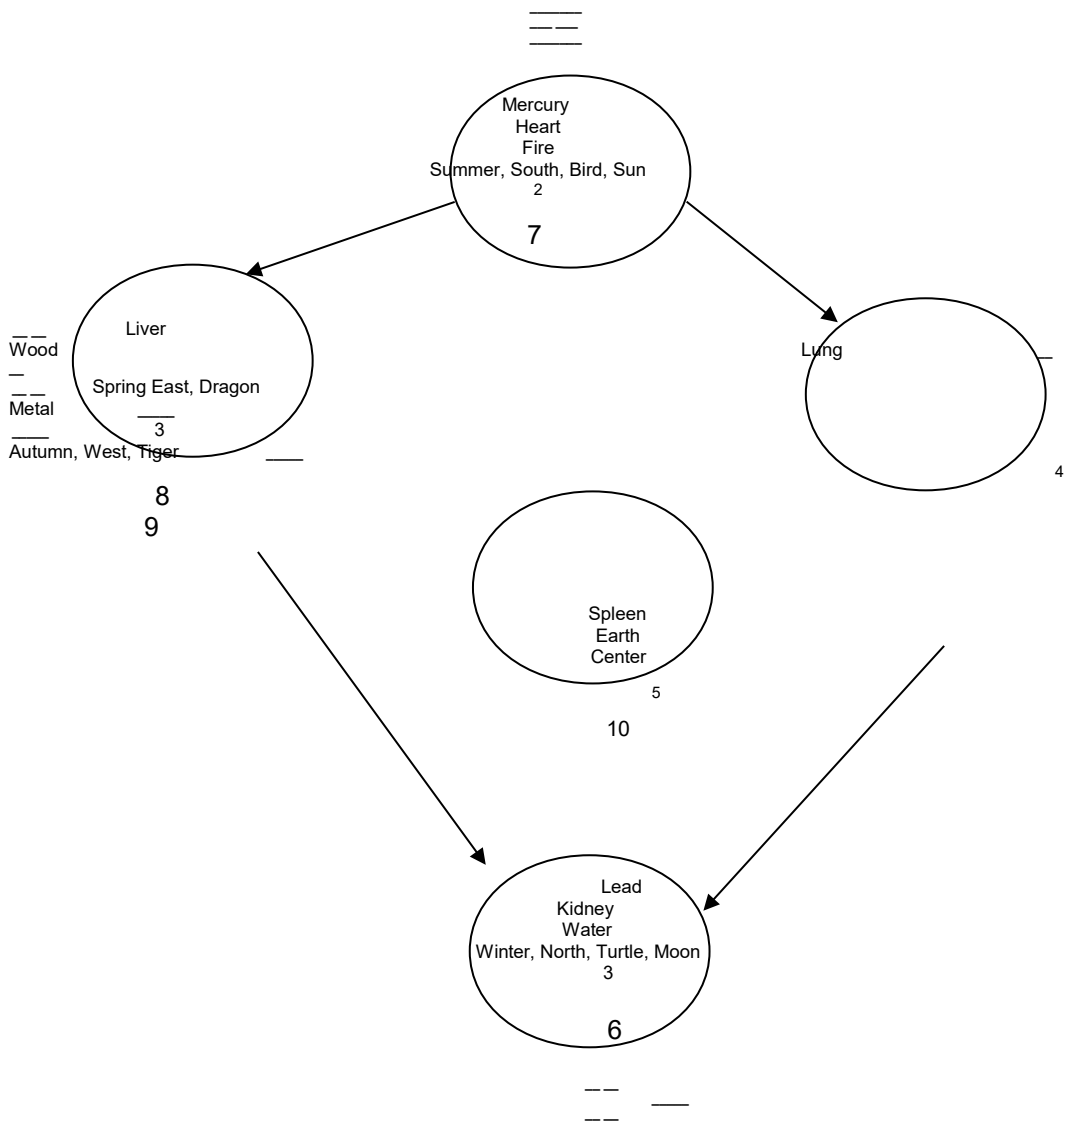 Mercury
Heart
Fire
Summer, South, Bird, Sun
2
7
Liver
Wood
Lung
Spring East, Dragon
Metal
3
Autumn, West, Tiger
4
8
9
Spleen
Earth
Center
5
10
Lead
Kidney
Water
Winter, North, Turtle, Moon
3
6